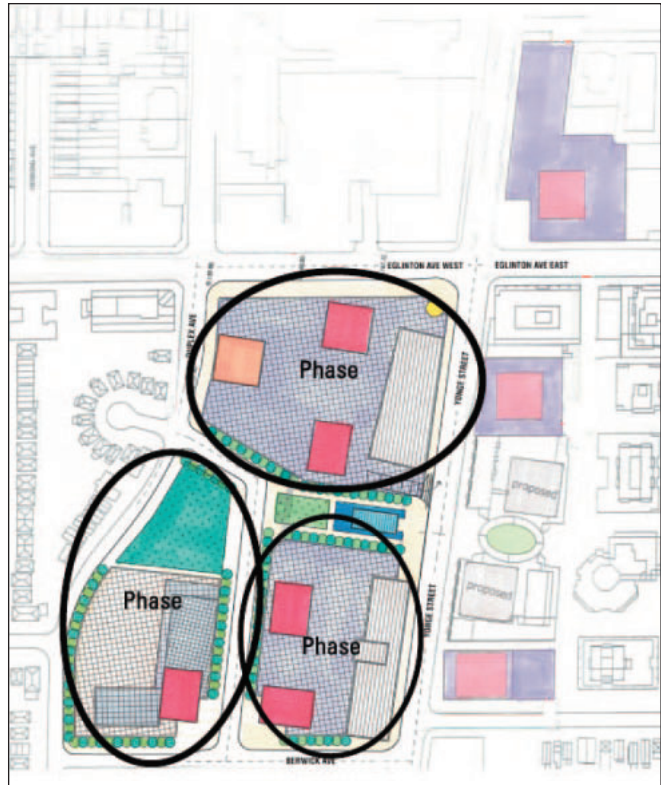 EGLINTON AVE WEST
EGLINTON AVE EAST
DUPLEX AVE
YONGE STREET
Phase
proposed
proposed
Phase
Phase
YONGE STREET
BERWICK AVE